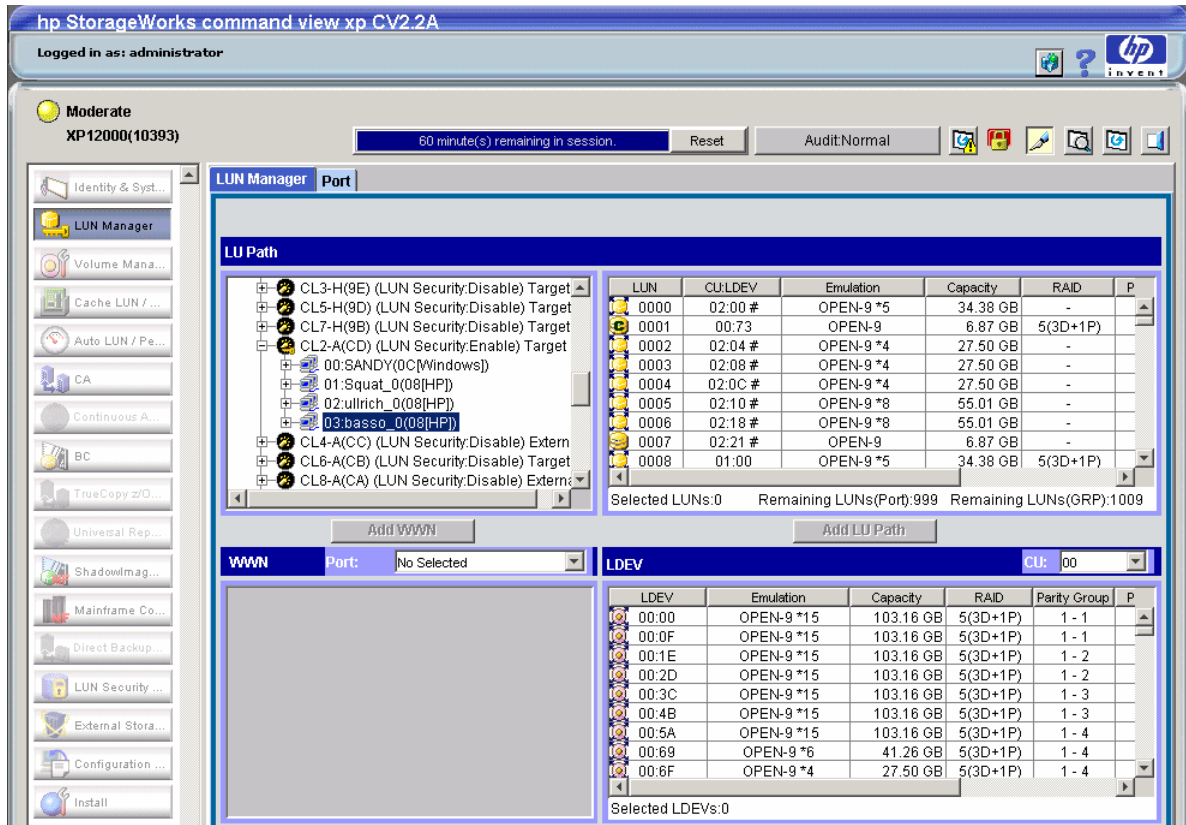 hp StorageWorks command view xp CV2.2A
Logged in as: administrator
hp
invent
Moderate
XP12000(10393)
60 minute(s) remaining in session.
Reset
Audit:Normal
Identity & Syst...
LUN Manager
Volume Mana...
Cache LUN / ...
Auto LUN / Pe...
CA
Continuous A...
BC
TrueCopy z/O...
Universal Rep...
ShadowImag...
Mainframe Co...
Direct Backup...
LUN Security ...
External Stora...
Configuration ...
Install
LUN Manager Port
LU Path
CL3-H(9E) (LUN Security:Disable) Target
CL5-H(9D) (LUN Security:Disable) Target
CL7-H(9B) (LUN Security:Disable) Target
CL2-A(CD) (LUN Security:Enable) Target
00:SANDY(0C[Windows])
01:Squat_0(08[HP])
02:ullrich_0(08[HP])
03:basso_0(08[HP])
CL4-A(CC) (LUN Security:Disable) Extern
CL6-A(CB) (LUN Security:Disable) Target
CL8-A(CA) (LUN Security:Disable) Externa
LUN CU:LDEV Emulation Capacity RAID P
0000 02:00 # OPEN-9 *5 34.38 GB -
0001 00:73 OPEN-9 6.87 GB 5(3D+1P)
0002 02:04 # OPEN-9 *4 27.50 GB -
0003 02:08 # OPEN-9 *4 27.50 GB -
0004 02:0C # OPEN-9 *4 27.50 GB -
0005 02:10 # OPEN-9 *8 55.01 GB -
0006 02:18 # OPEN-9 *8 55.01 GB -
0007 02:21 # OPEN-9 6.87 GB -
0008 01:00 OPEN-9 *5 34.38 GB 5(3D+1P)
Selected LUNs:0 Remaining LUNs(Port):999 Remaining LUNs(GRP):1009
Add WWN
Add LU Path
WWN Port: No Selected
LDEV CU: 00
LDEV Emulation Capacity RAID Parity Group P
00:00 OPEN-9 *15 103.16 GB 5(3D+1P) 1 - 1
00:0F OPEN-9 *15 103.16 GB 5(3D+1P) 1 - 1
00:1E OPEN-9 *15 103.16 GB 5(3D+1P) 1 - 2
00:2D OPEN-9 *15 103.16 GB 5(3D+1P) 1 - 2
00:3C OPEN-9 *15 103.16 GB 5(3D+1P) 1 - 3
00:4B OPEN-9 *15 103.16 GB 5(3D+1P) 1 - 3
00:5A OPEN-9 *15 103.16 GB 5(3D+1P) 1 - 4
00:69 OPEN-9 *6 41.26 GB 5(3D+1P) 1 - 4
00:6F OPEN-9 *4 27.50 GB 5(3D+1P) 1 - 4
Selected LDEVs:0